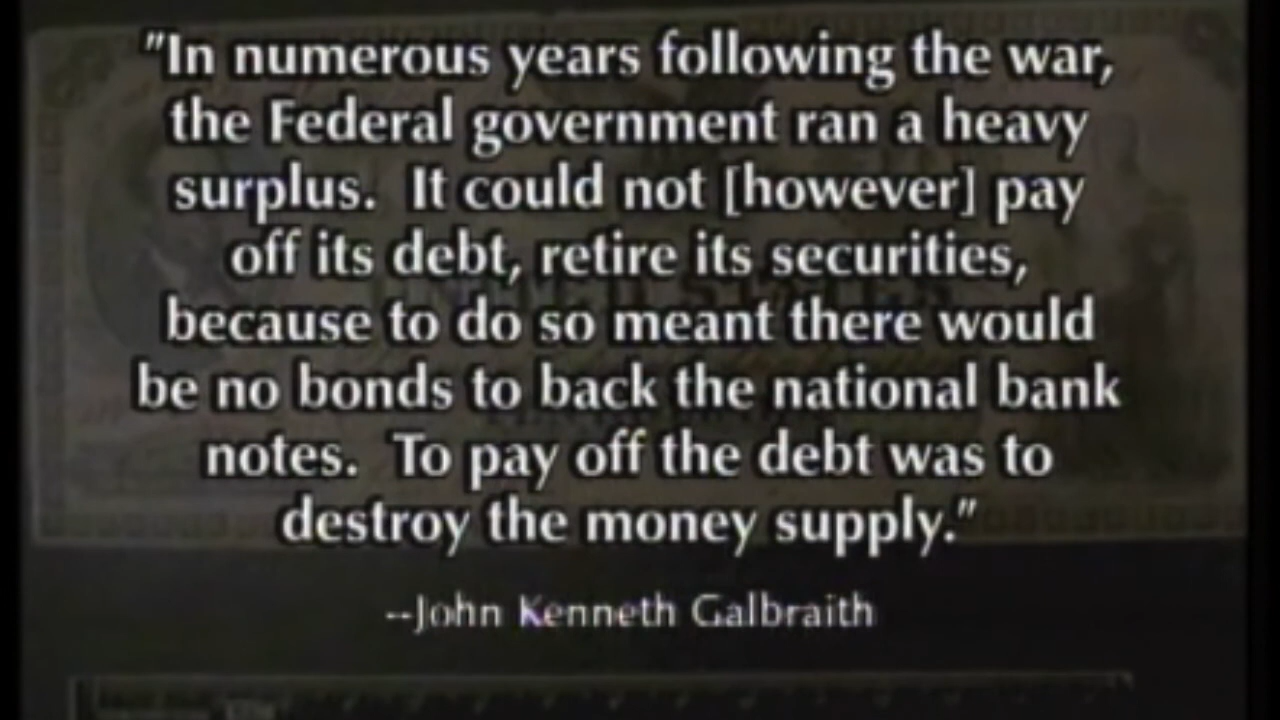 "In numerous years following the war,
the Federal government ran a heavy
surplus. It could not [however] pay
off its debt, retire its securities,
because to do so meant there would
be no bonds to back the national bank
notes. To pay off the debt was to
destroy the money supply."
--John Kenneth Galbraith